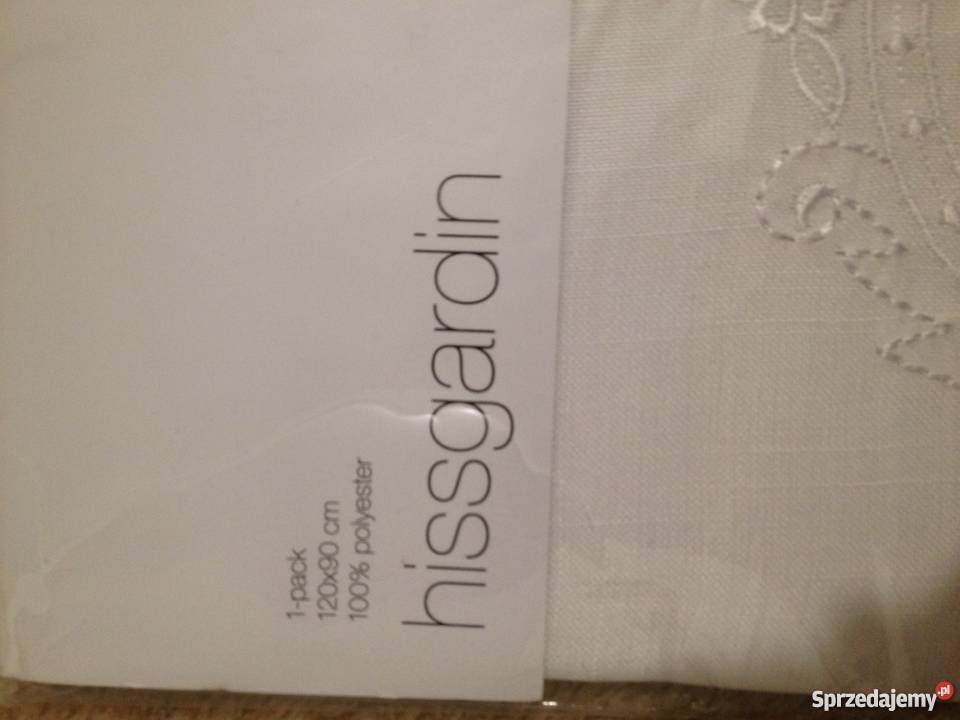 1-pack
120x90 cm
100% polyester
hissgardin
Sprzedajemy.pl